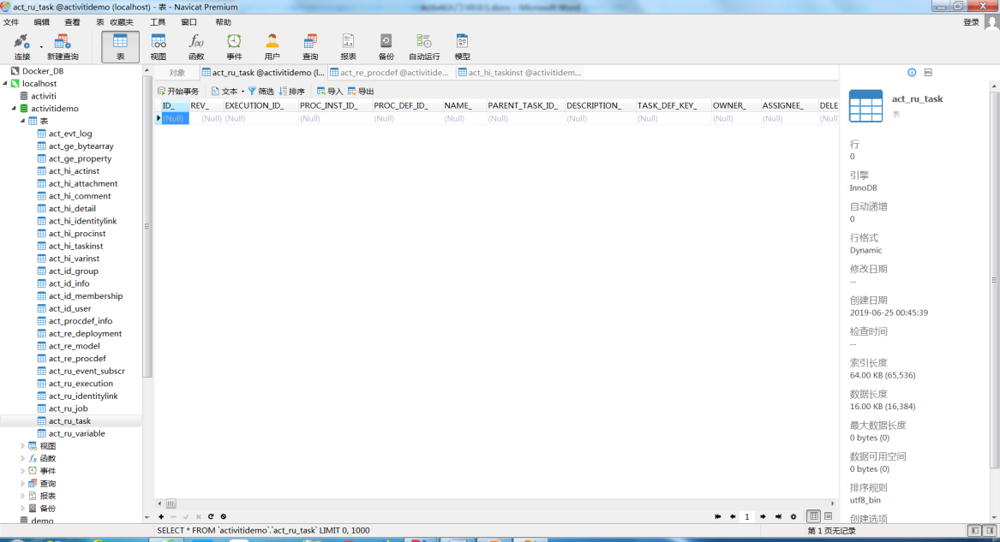 act_ru_task @activitidemo (localhost) - 表 - Navicat Premium
文件 编辑 查看 表 收藏夹 工具 窗口 帮助 登录
连接 新建查询 表 视图 函数 事件 用户 查询 报表 备份 自动运行 模型
Docker_DB
localhost
activiti
activitidemo
表
act_evt_log
act_ge_bytearray
act_ge_property
act_hi_actinst
act_hi_attachment
act_hi_comment
act_hi_detail
act_hi_identitylink
act_hi_procinst
act_hi_taskinst
act_hi_varinst
act_id_group
act_id_info
act_id_membership
act_id_user
act_procdef_info
act_re_deployment
act_re_model
act_re_procdef
act_ru_event_subscr
act_ru_execution
act_ru_identitylink
act_ru_job
act_ru_task
act_ru_variable
视图
函数
事件
查询
报表
备份
demo
对象 act_ru_task @activitidemo (l... act_re_procdef @activitide... act_hi_taskinst @activitidem...
开始事务 文本 筛选 排序 导入 导出
ID_ REV_ EXECUTION_ID_ PROC_INST_ID_ PROC_DEF_ID_ NAME_ PARENT_TASK_ID_ DESCRIPTION_ TASK_DEF_KEY_ OWNER_ ASSIGNEE_ DELE
(Null) (Null) (Null) (Null) (Null) (Null) (Null) (Null) (Null) (Null) (Null) (Null)
1
SELECT * FROM `activitidemo`.`act_ru_task` LIMIT 0, 1000
第 1 页无记录
act_ru_task
表
行
0
引擎
InnoDB
自动递增
0
行格式
Dynamic
修改日期
--
创建日期
2019-06-25 00:45:39
检查时间
--
索引长度
64.00 KB (65,536)
数据长度
16.00 KB (16,384)
最大数据长度
0 bytes (0)
数据可用空间
0 bytes (0)
排序规则
utf8_bin
创建选项